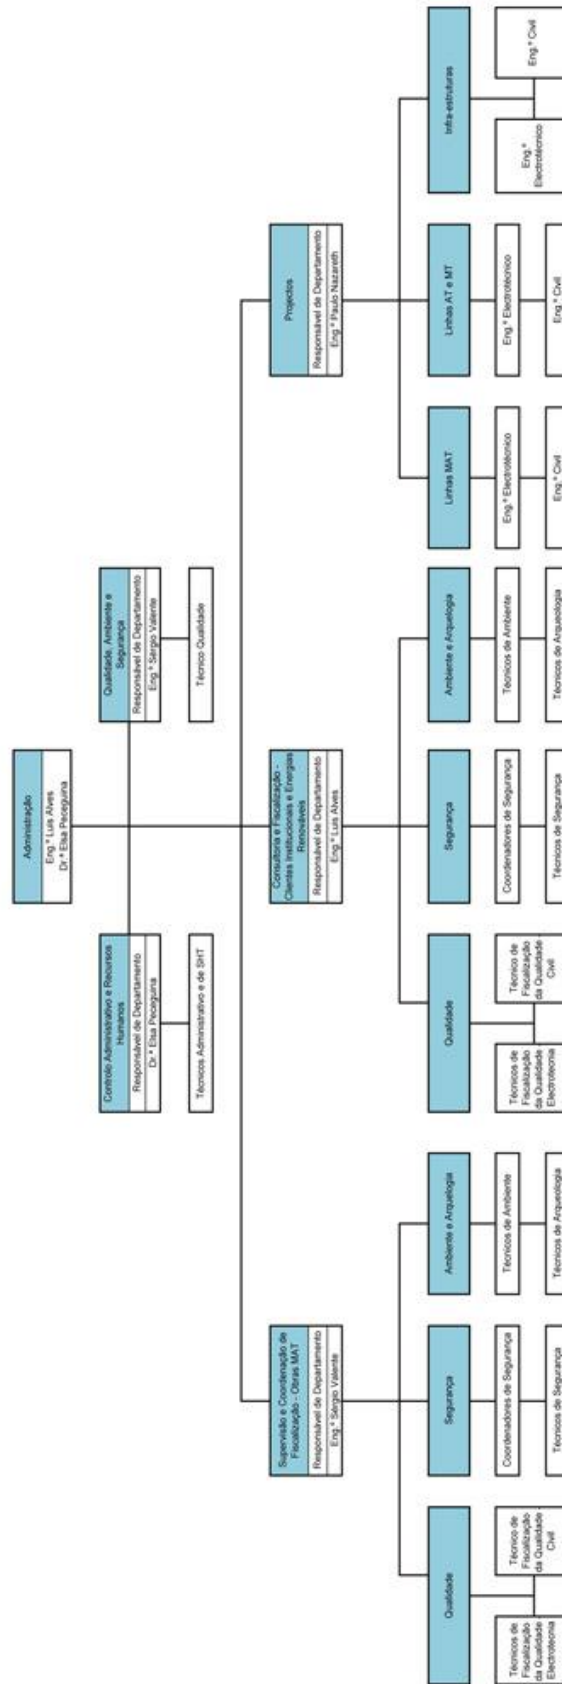 Administração
Eng.º Luis Alves
Dr.ª Elsa Peceguina
Controlo Administrativo e Recursos
Humanos
Responsável de Departamento
Dr.ª Elsa Peceguina
Técnicos Administrativo e de SHT
Qualidade, Ambiente e
Segurança
Responsável de Departamento
Eng.º Sérgio Valente
Técnico Qualidade
Supervisão e Coordenação de
Fiscalização - Obras MAT
Responsável de Departamento
Eng.º Sérgio Valente
Consultoria e Fiscalização -
Clientes Institucionais e Energias
Renováveis
Responsável de Departamento
Eng.º Luis Alves
Projectos
Responsável de Departamento
Eng.º Paulo Nazareth
Qualidade
Técnicos de
Fiscalização
da Qualidade
Electrotecnia
Técnico de
Fiscalização
da Qualidade
Civil
Segurança
Coordenadores de Segurança
Técnicos de Segurança
Ambiente e Arquelogia
Técnicos de Ambiente
Técnicos de Arqueologia
Qualidade
Técnicos de
Fiscalização
da Qualidade
Electrotecnia
Técnico de
Fiscalização
da Qualidade
Civil
Segurança
Coordenadores de Segurança
Técnicos de Segurança
Ambiente e Arquelogia
Técnicos de Ambiente
Técnicos de Arqueologia
Linhas MAT
Eng.º Electrotécnico
Eng.º Civil
Linhas AT e MT
Eng.º Electrotécnico
Eng.º Civil
Infra-estruturas
Eng.º
Electrotécnico
Eng.º Civil